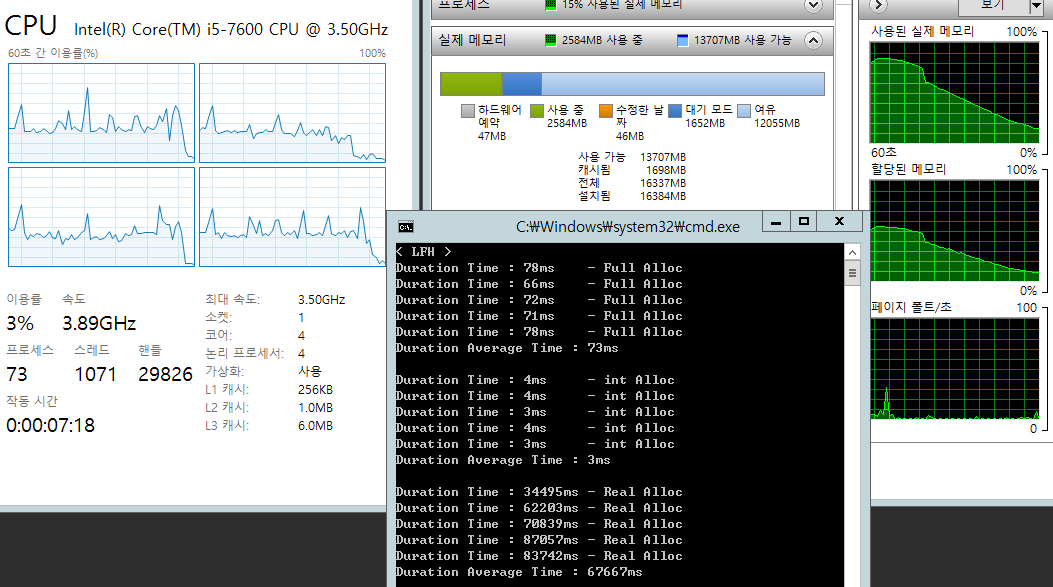 CPU Intel(R) Core(TM) i5-7600 CPU @ 3.50GHz
60초 간 이용률(%) 100%
이용률 속도
3% 3.89GHz
프로세스 스레드 핸들
73 1071 29826
작동 시간
0:00:07:18
최대 속도: 3.50GHz
소켓: 1
코어: 4
논리 프로세서: 4
가상화: 사용
L1 캐시: 256KB
L2 캐시: 1.0MB
L3 캐시: 6.0MB
프로세스 15% 사용된 실제 메모리
실제 메모리 2584MB 사용 중 13707MB 사용 가능
하드웨어 예약
47MB
사용 중
2584MB
수정한 날짜
46MB
대기 모드
1652MB
여유
12055MB
사용 가능 13707MB
캐시됨 1698MB
전체 16337MB
설치됨 16384MB
보기
사용된 실제 메모리 100%
60초 0%
할당된 메모리 100%
0%
페이지 폴트/초 100
0
C:₩Windows₩system32₩cmd.exe
< LFH >
Duration Time : 78ms - Full Alloc
Duration Time : 66ms - Full Alloc
Duration Time : 72ms - Full Alloc
Duration Time : 71ms - Full Alloc
Duration Time : 78ms - Full Alloc
Duration Average Time : 73ms
Duration Time : 4ms - int Alloc
Duration Time : 4ms - int Alloc
Duration Time : 3ms - int Alloc
Duration Time : 4ms - int Alloc
Duration Time : 3ms - int Alloc
Duration Average Time : 3ms
Duration Time : 34495ms - Real Alloc
Duration Time : 62203ms - Real Alloc
Duration Time : 70839ms - Real Alloc
Duration Time : 87057ms - Real Alloc
Duration Time : 83742ms - Real Alloc
Duration Average Time : 67667ms